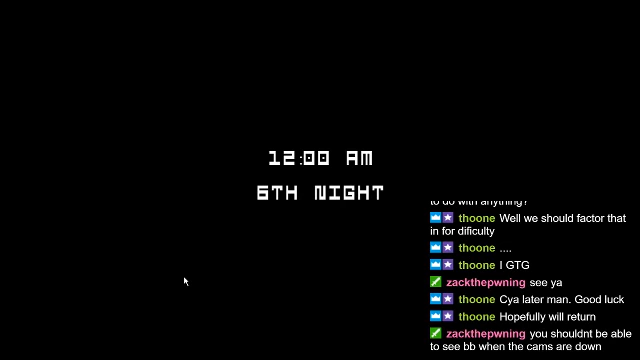 12:00 AM
6TH NIGHT
to do with anything?
thoone Well we should factor that
in for dificulty
thoone ....
thoone I GTG
zackthepwning see ya
thoone Cya later man. Good luck
thoone Hopefully will return
zackthepwning you shouldnt be able
to see bb when the cams are down